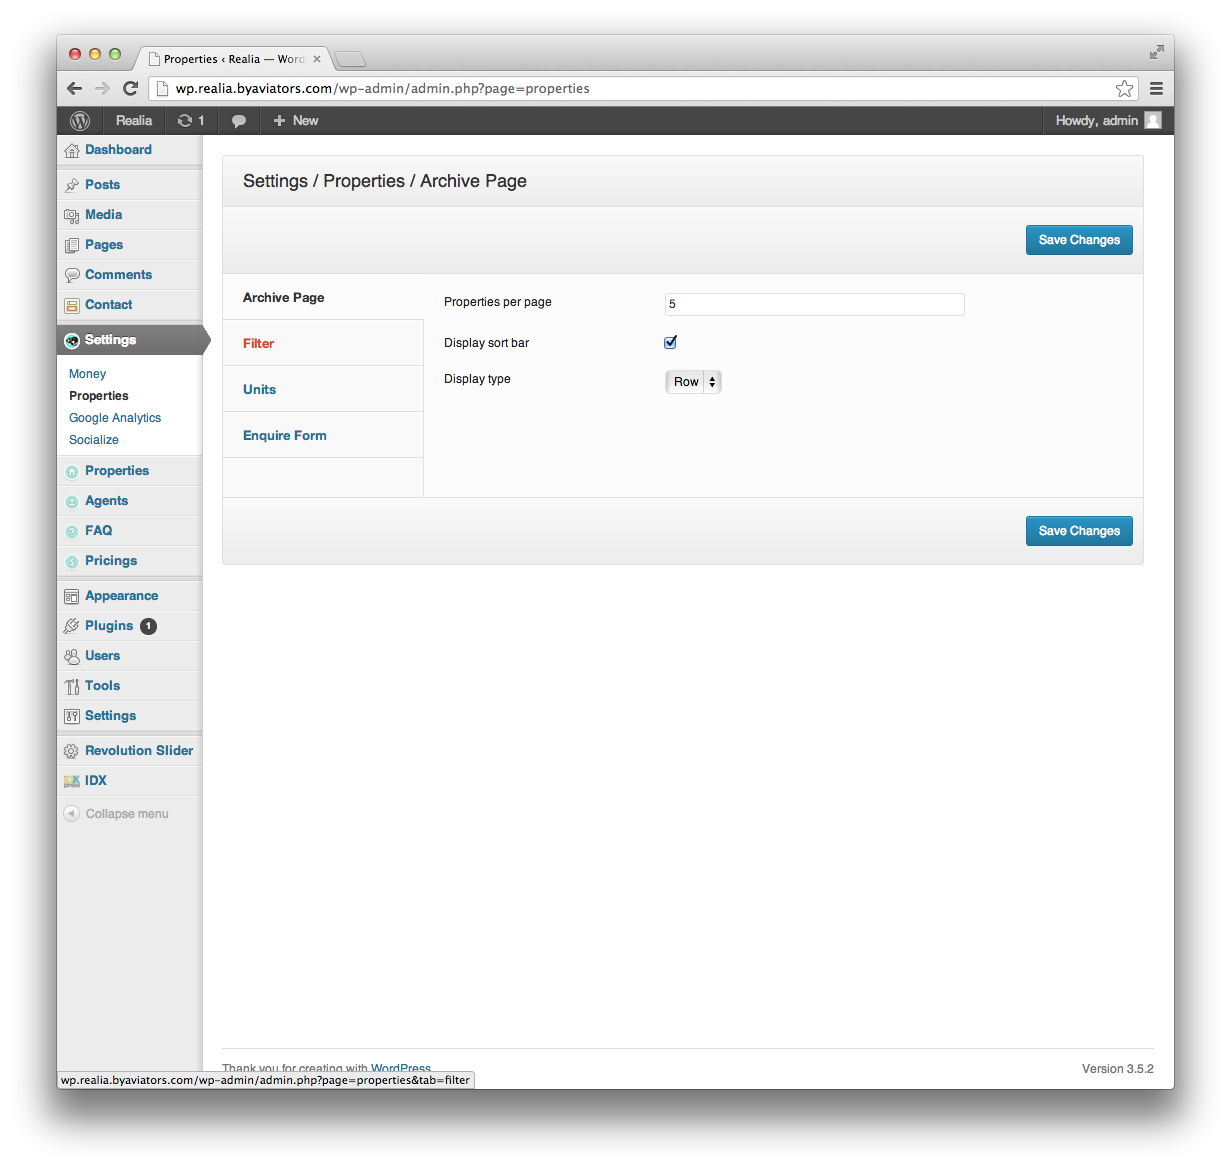 Properties ‹ Realia — Word
wp.realia.byaviators.com/wp-admin/admin.php?page=properties
Realia 1 New Howdy, admin
Dashboard
Posts
Media
Pages
Comments
Contact
Settings
Money
Properties
Google Analytics
Socialize
Properties
Agents
FAQ
Pricings
Appearance
Plugins 1
Users
Tools
Settings
Revolution Slider
IDX
Collapse menu
Settings / Properties / Archive Page
Save Changes
Archive Page
Filter
Units
Enquire Form
Properties per page 5
Display sort bar
Display type Row
Save Changes
Thank you for creating with WordPress
Version 3.5.2
wp.realia.byaviators.com/wp-admin/admin.php?page=properties&tab=filter